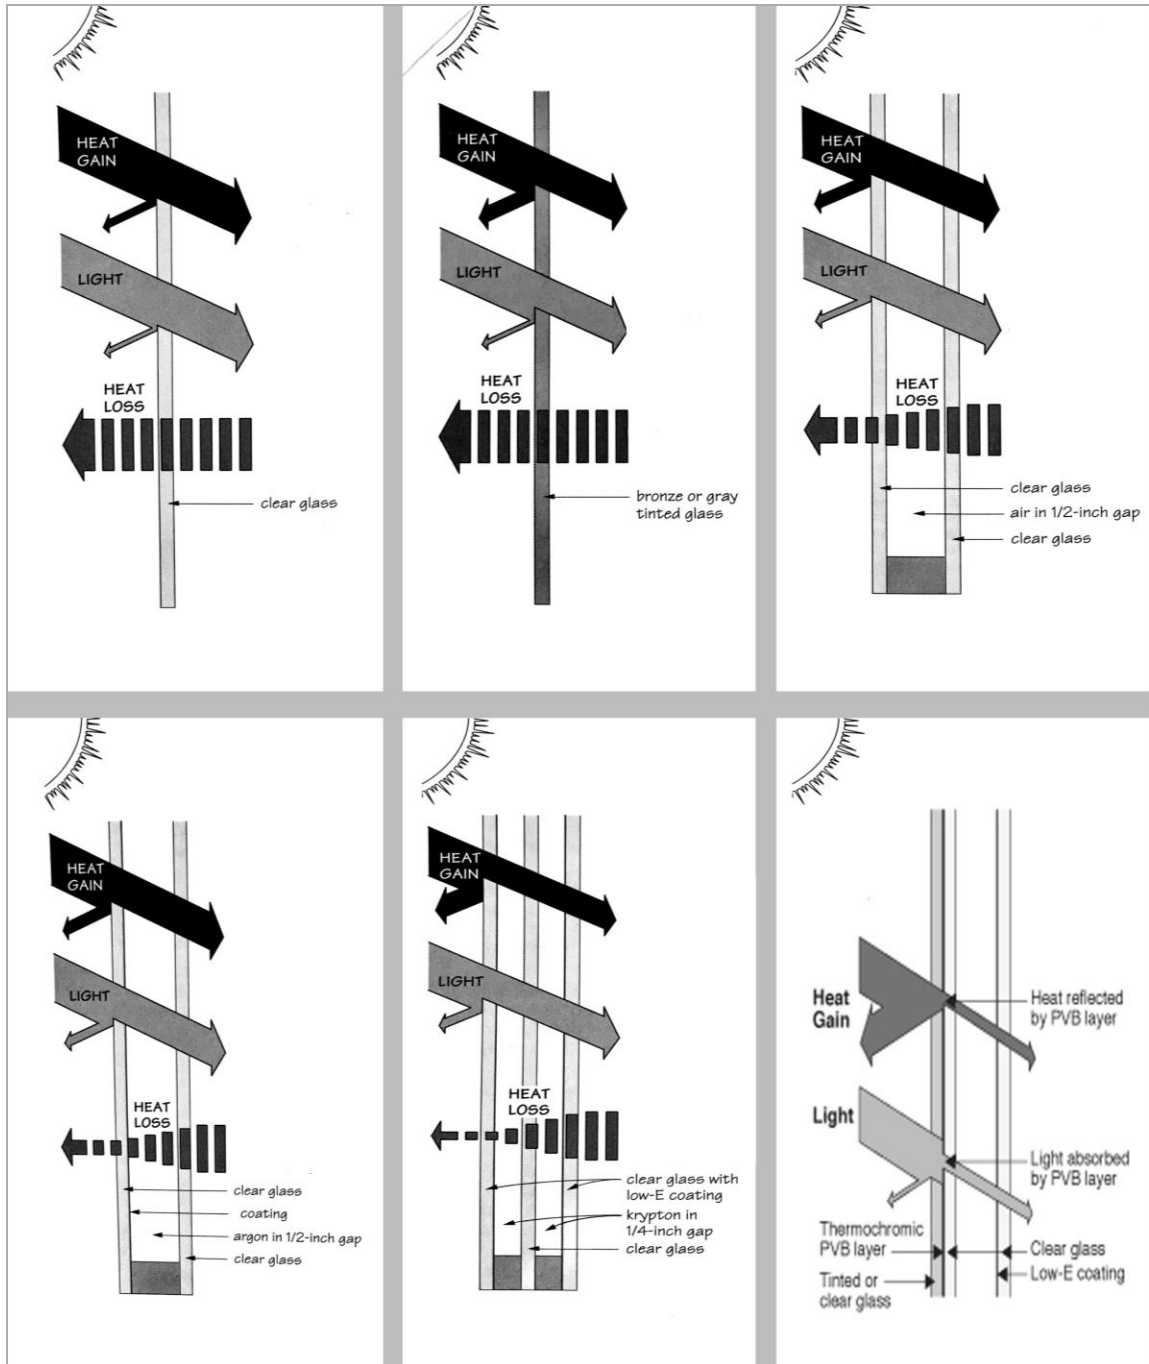 HEAT
GAIN
LIGHT
HEAT
LOSS
clear glass
HEAT
GAIN
LIGHT
HEAT
LOSS
bronze or gray
tinted glass
HEAT
GAIN
LIGHT
HEAT
LOSS
clear glass
air in 1/2-inch gap
clear glass
HEAT
GAIN
LIGHT
HEAT
LOSS
clear glass
coating
argon in 1/2-inch gap
clear glass
HEAT
GAIN
LIGHT
HEAT
LOSS
clear glass with
low-E coating
krypton in
1/4-inch gap
clear glass
Heat
Gain
Heat reflected
by PVB layer
Light
Light absorbed
by PVB layer
Thermochromic
PVB layer
Clear glass
Low-E coating
Tinted or
clear glass